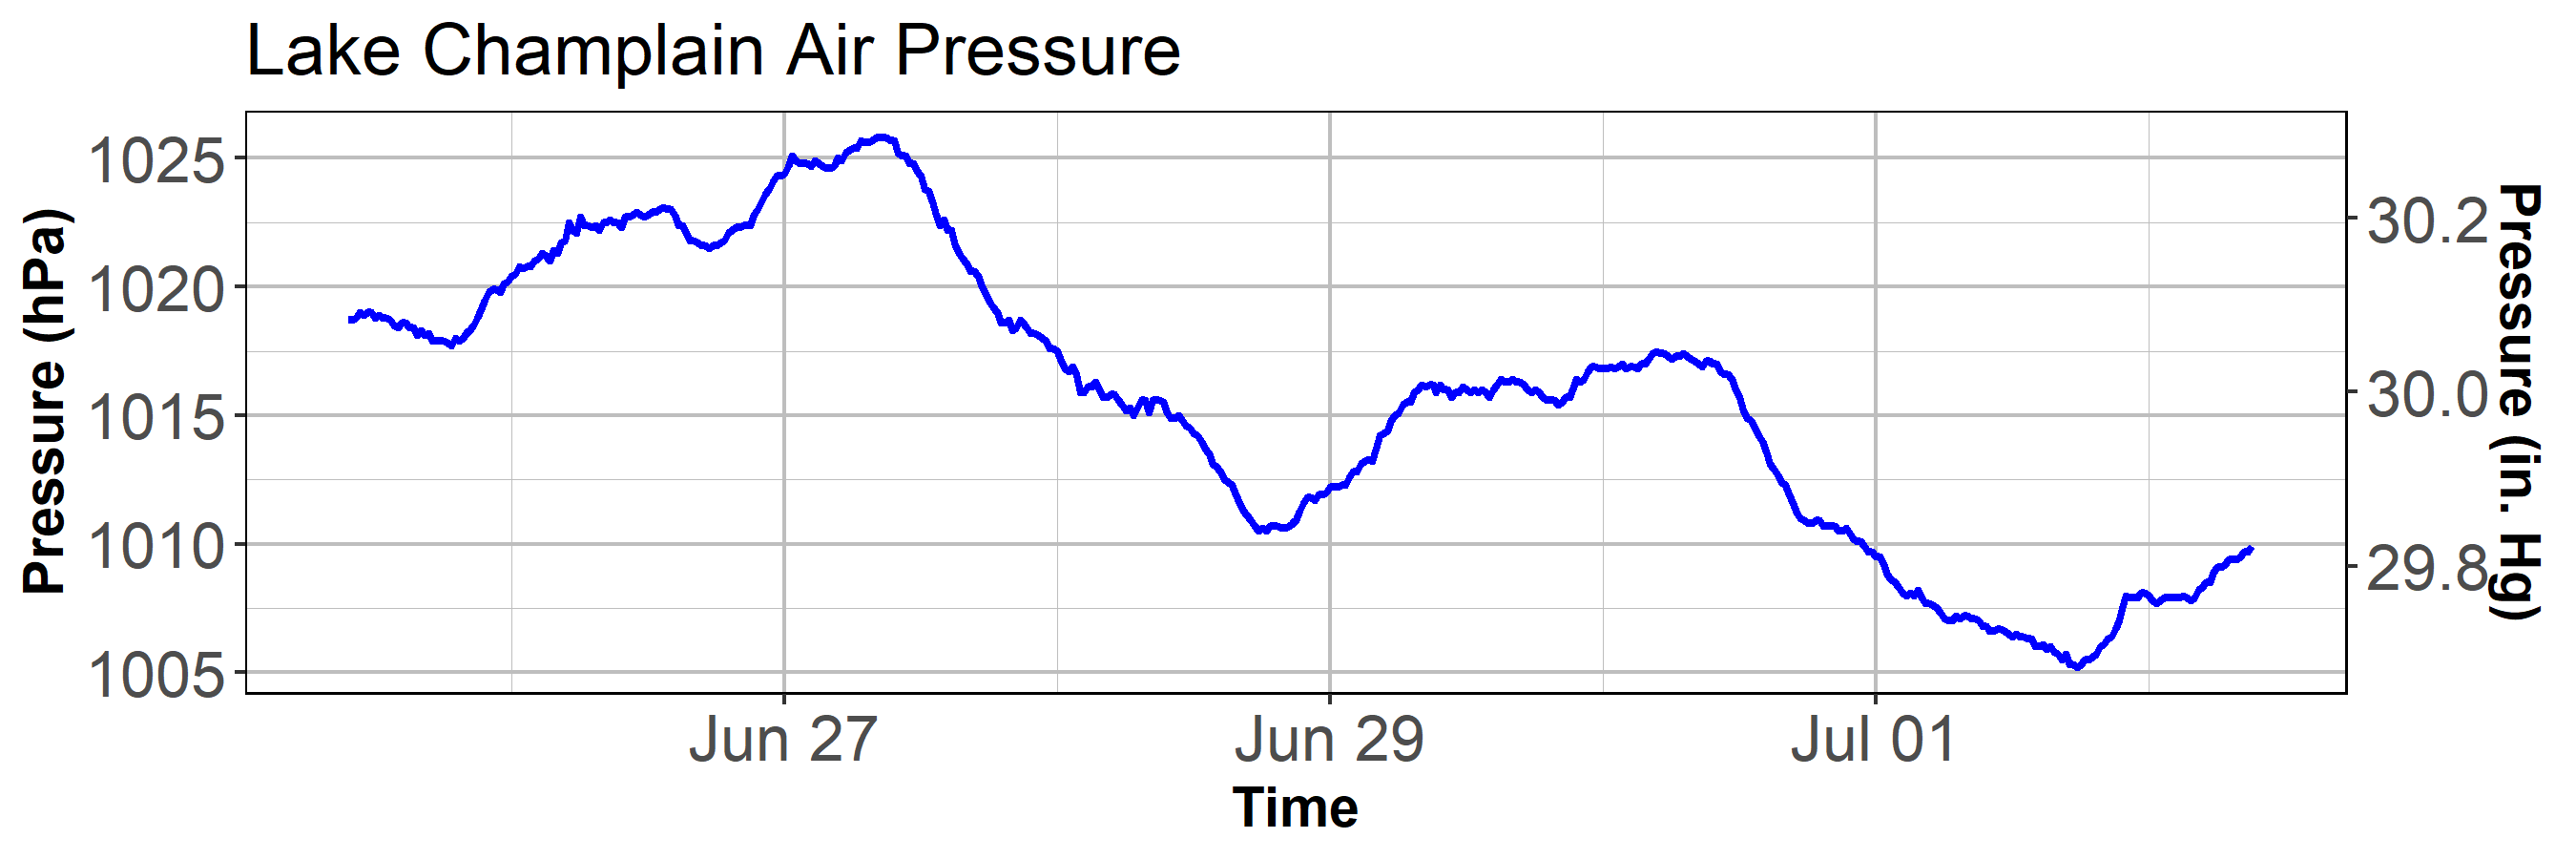 Lake Champlain Air Pressure
1025
1020
1015
1010
1005
Pressure (hPa)
30.2
30.0
29.8
Pressure (in. Hg)
Jun 27
Jun 29
Jul 01
Time